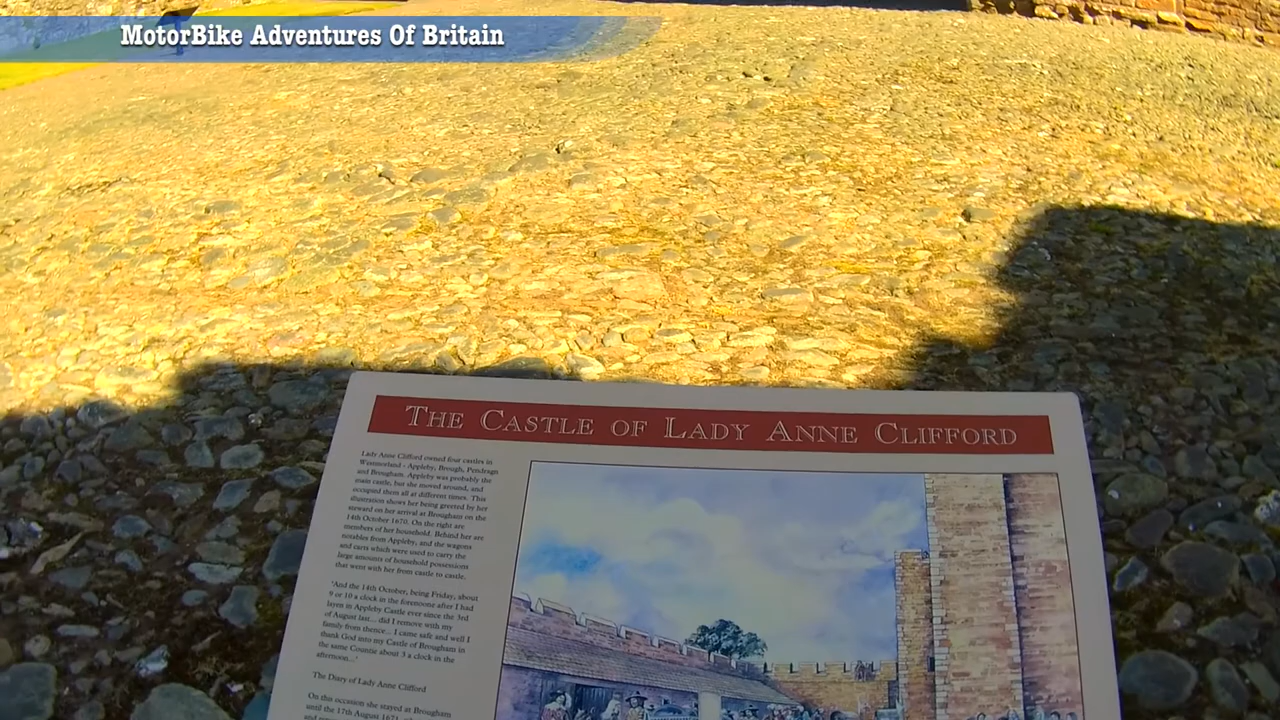 MotorBike Adventures Of Britain
THE CASTLE OF LADY ANNE CLIFFORD
Lady Anne Clifford owned four castles in
Westmorland - Appleby, Brough, Pendragn
and Brougham. Appleby was probably the
main castle, but she moved around, and
occupied them all at different times. This
illustration shows her being greeted by her
steward on her arrival at Brougham on the
14th October 1670. On the right are
members of her household. Behind her are
notables from Appleby, and the wagons
and carts which were used to carry the
large amounts of household possessions
that went with her from castle to castle.
'And the 14th October, being Friday, about
9 or 10 a clock in the forenoone after I had
layen in Appleby Castle ever since the 3rd
of August last... did I remove with my
family from thence... I came safe and well I
thank God into my Castle of Brougham in
the same Countie about 3 a clock in the
afternoon...'
The Diary of Lady Anne Clifford
On this occasion she stayed at Brougham
until the 17th August 1671,